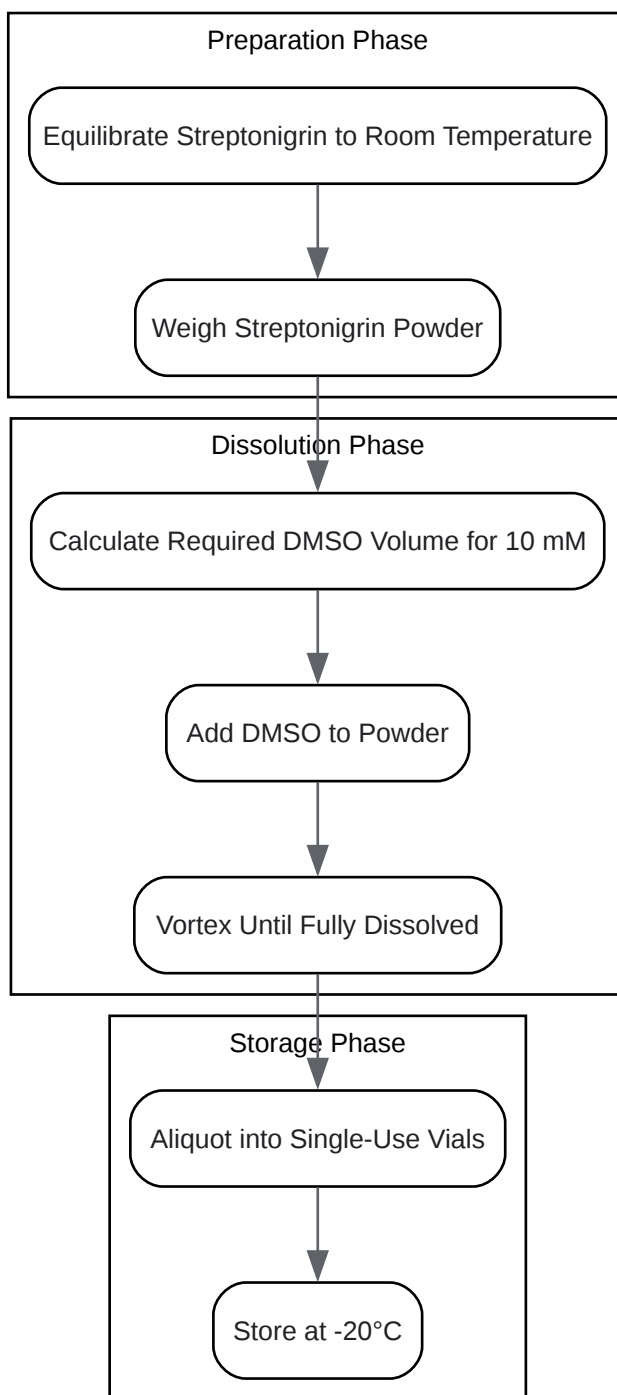 Preparation Phase
Equilibrate Streptonigrin to Room Temperature
Weigh Streptonigrin Powder
Dissolution Phase
Calculate Required DMSO Volume for 10 mM
Add DMSO to Powder
Vortex Until Fully Dissolved
Storage Phase
Aliquot into Single-Use Vials
Store at -20°C